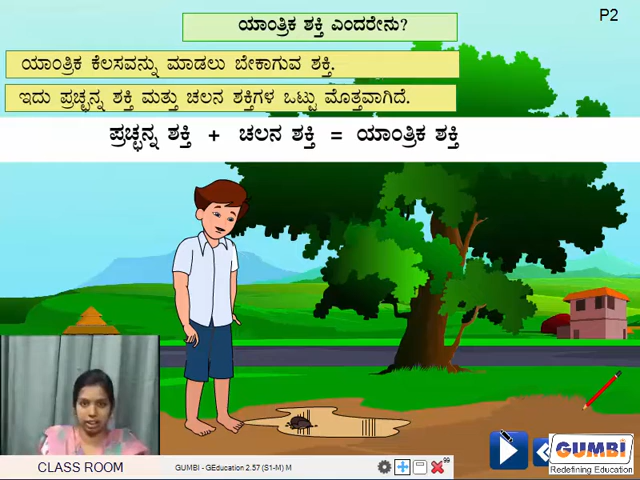 ಯಾಂತ್ರಿಕ ಶಕ್ತಿ ಎಂದರೇನು?
P2
ಯಾಂತ್ರಿಕ ಕೆಲಸವನ್ನು ಮಾಡಲು ಬೇಕಾಗುವ ಶಕ್ತಿ.
ಇದು ಪ್ರಚ್ಛನ್ನ ಶಕ್ತಿ ಮತ್ತು ಚಲನ ಶಕ್ತಿಗಳ ಒಟ್ಟು ಮೊತ್ತವಾಗಿದೆ.
ಪ್ರಚ್ಛನ್ನ ಶಕ್ತಿ + ಚಲನ ಶಕ್ತಿ = ಯಾಂತ್ರಿಕ ಶಕ್ತಿ
GUMBi
Redefining Education
CLASS ROOM
GUMBI - GEducation 2.57 (S1-M) M
99